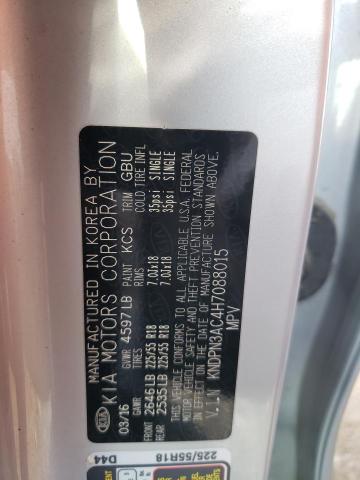 MANUFACTURED IN KOREA BY
KIA KIA MOTORS CORPORATION
03/16 GVWR 4597LB PAINT KCS TRIM GBU
GAWR RIMS COLD TIRE INFL
FRONT 2646LB 225/55 R18 7.0Jx18 35psi SINGLE
REAR 2535LB 225/55 R18 7.0Jx18 35psi SINGLE
THIS VEHICLE CONFORMS TO ALL APPLICABLE U.S.A. FEDERAL
MOTOR VEHICLE SAFETY AND THEFT PREVENTION STANDARDS
IN EFFECT ON THE DATE OF MANUFACTURE SHOWN ABOVE.
V.I.N KNDPN3AC4H7088015
MPV
D44
225/55R18